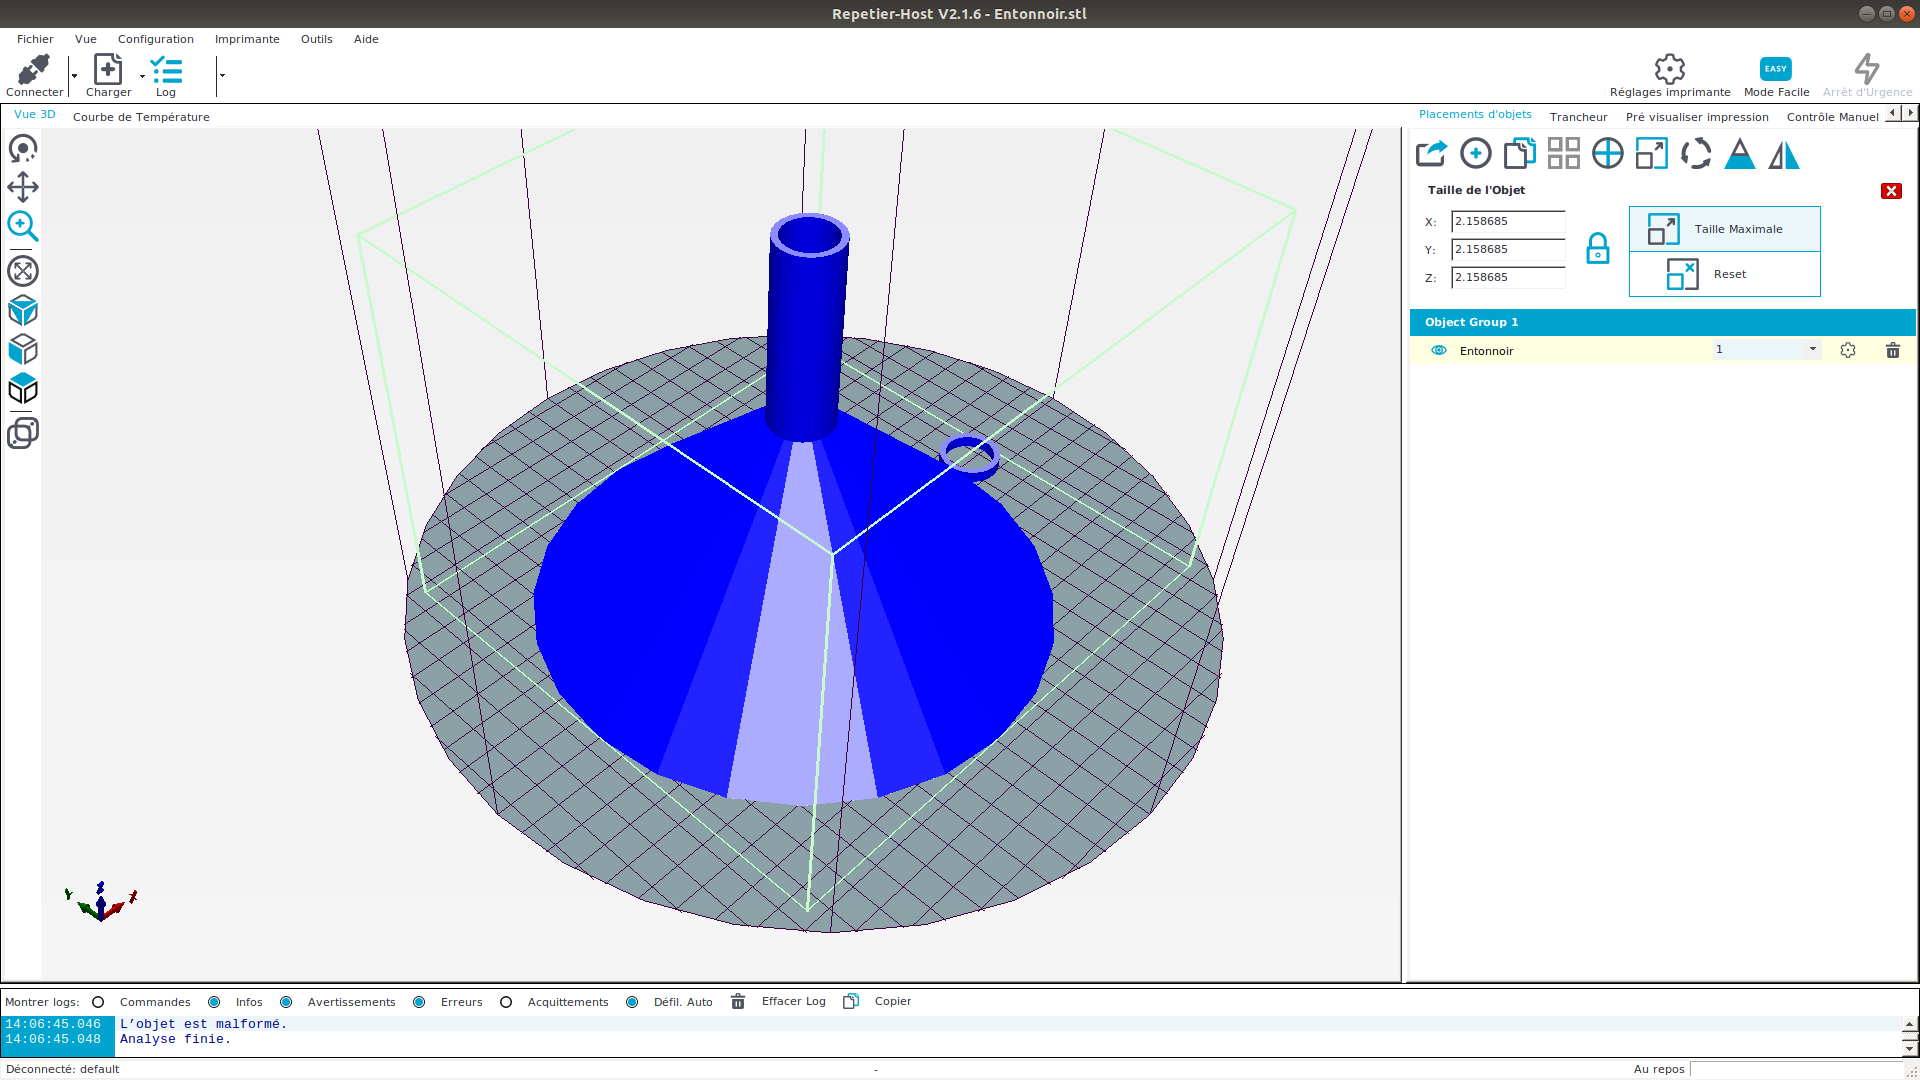 Repetier-Host V2.1.6 - Entonnoir.stl
Fichier Vue Configuration Imprimante Outils Aide
Connecter Charger Log Réglages imprimante EASY Mode Facile Arrêt d'Urgence
Vue 3D Courbe de Température Placements d'objets Trancheur Pré visualiser impression Contrôle Manuel
Taille de l'Objet
X: 2.158685
Y: 2.158685
Z: 2.158685
Taille Maximale
Reset
Object Group 1
Entonnoir 1
Y Z X
Montrer logs: Commandes Infos Avertissements Erreurs Acquittements Défil. Auto Effacer Log Copier
14:06:45.046 L’objet est malformé.
14:06:45.048 Analyse finie.
Déconnecté: default - Au repos